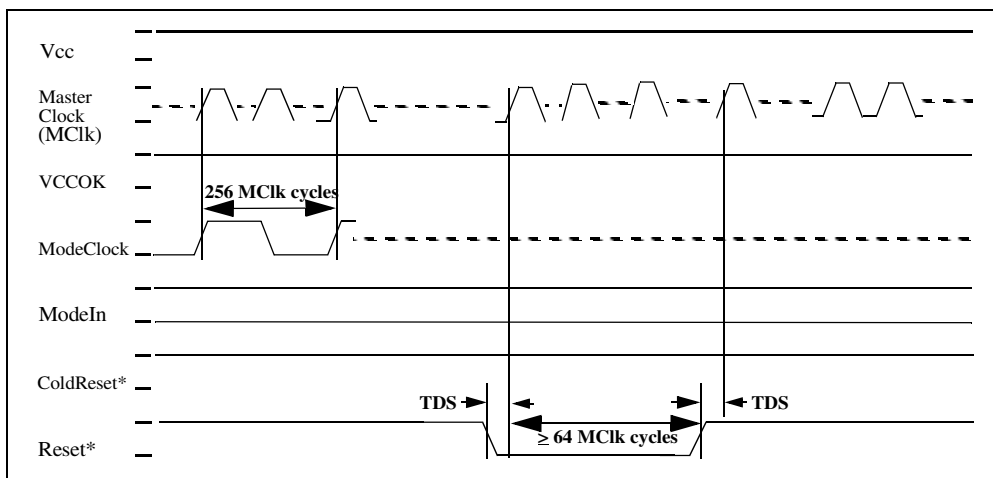 Vcc
Master
Clock
(MClk)
VCCOK
256 MClk cycles
ModeClock
ModeIn
ColdReset*
TDS
TDS
≥ 64 MClk cycles
Reset*